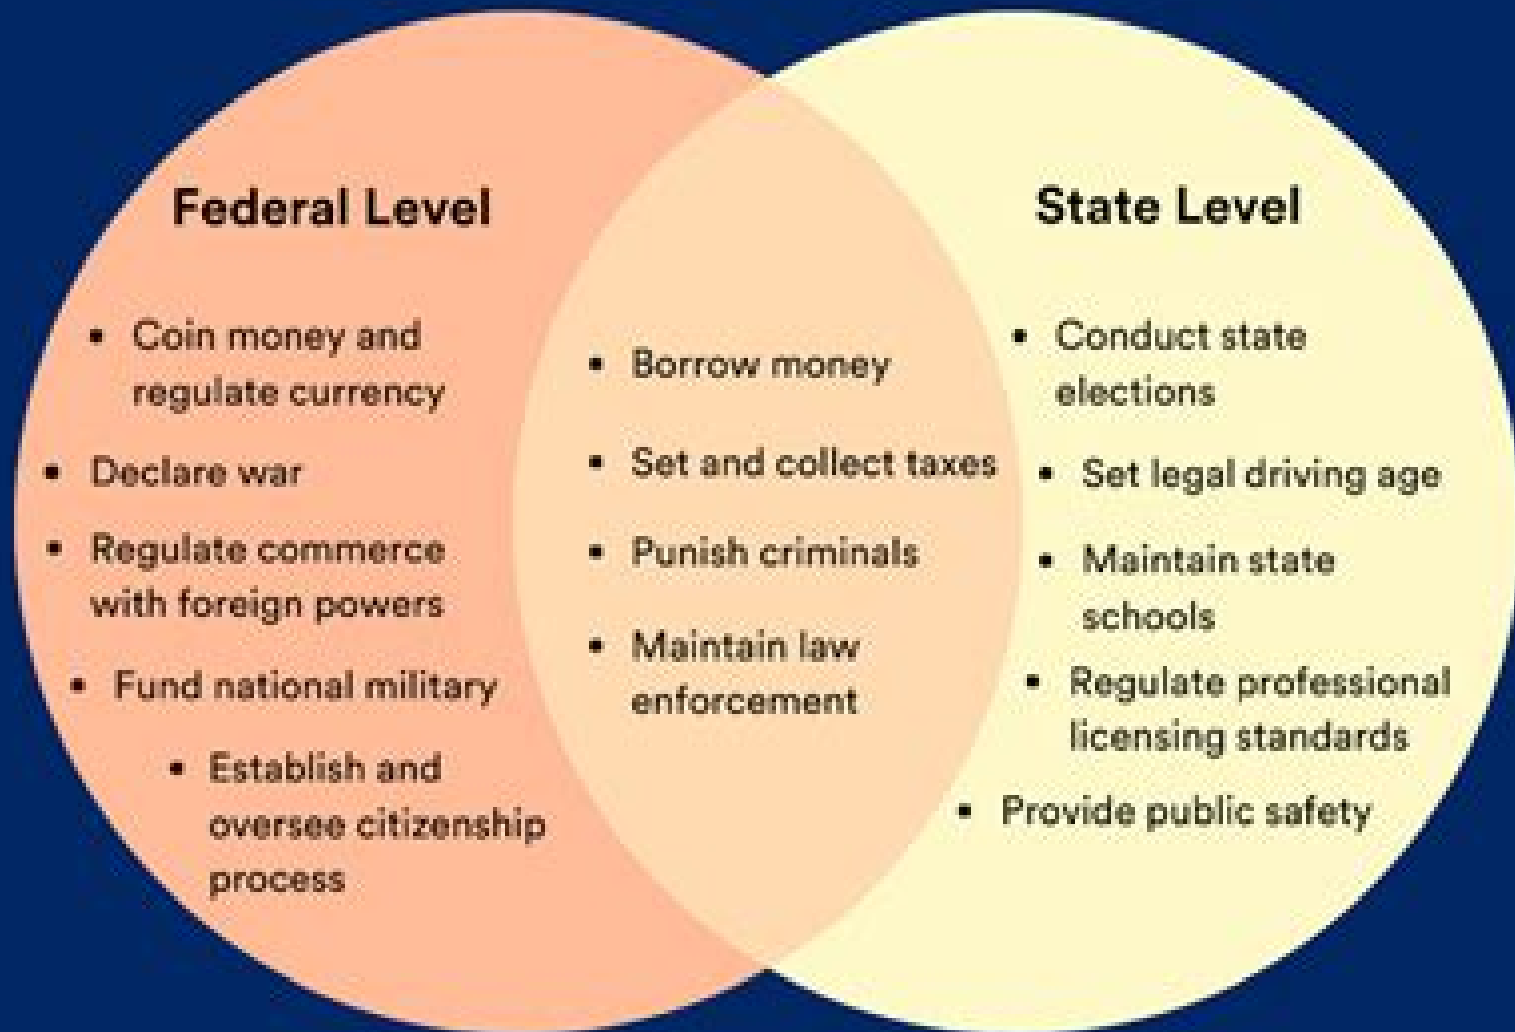 Federal Level
• Coin money and
regulate currency
• Declare war
• Regulate commerce
with foreign powers
• Fund national military
• Establish and
oversee citizenship
process
• Borrow money
• Set and collect taxes
• Punish criminals
• Maintain law
enforcement
State Level
• Conduct state
elections
• Set legal driving age
• Maintain state
schools
• Regulate professional
licensing standards
• Provide public safety